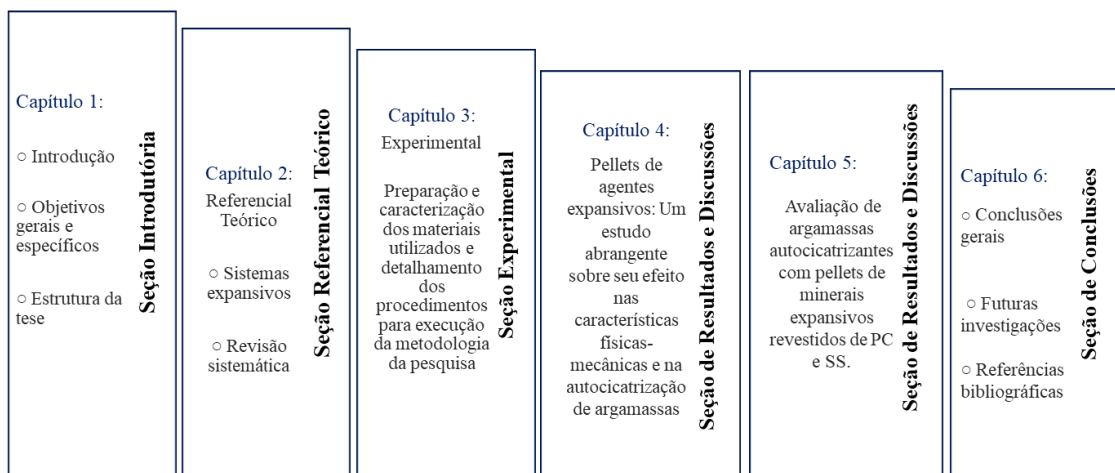 Capítulo 1:
○ Introdução
○ Objetivos
gerais e
específicos
○ Estrutura da
tese
Seção Introdutória
Capítulo 2:
Referencial
Teórico
○ Sistemas
expansivos
○ Revisão
sistemática
Seção Referencial Teórico
Capítulo 3:
Experimental
Preparação e
caracterização
dos materiais
utilizados e
detalhamento
dos
procedimentos
para execução
da metodologia
da pesquisa
Seção Experimental
Capítulo 4:
Pellets de
agentes
expansivos: Um
estudo
abrangente
sobre seu efeito
nas
características
físicas-
mecânicas e na
autocicatrização
de argamassas
Seção de Resultados e Discussões
Capítulo 5:
Avaliação de
argamassas
autocicatrizantes
com pellets de
minerais
expansivos
revestidos de PC
e SS.
Seção de Resultados e Discussões
Capítulo 6:
○ Conclusões
gerais
○ Futuras
investigações
○ Referências
bibliográficas
Seção de Conclusões